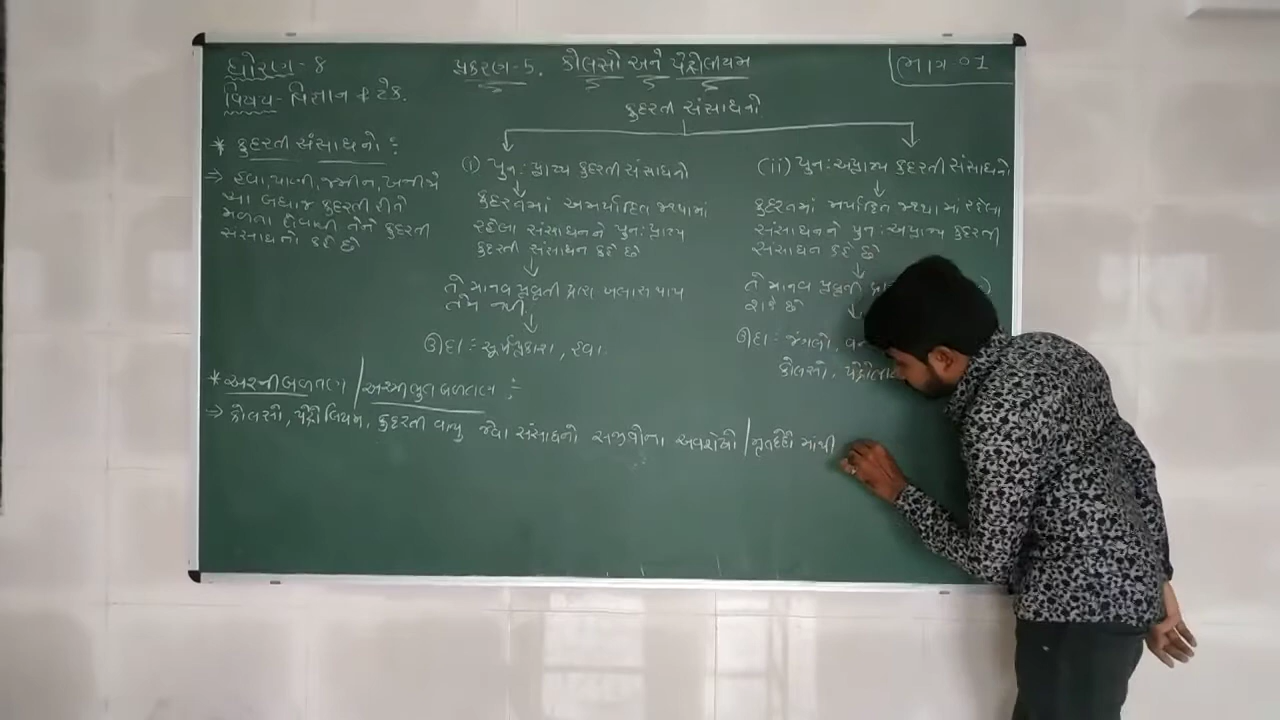 ધોરણ - ૪
વિષય - વિજ્ઞાન & ટેક.
પ્રકરણ-5. કોલસો અને પેટ્રોલીયમ
ભાગ 01
કુદરતી સંસાધનો
* કુદરતી સંસાધનો :
⇒ હવા, પાણી, જમીન, ખનીજો
આ બધાજ કુદરતી રીતે
મળતા હોવાથી તેને કુદરતી
સંસાધનો કહે છે
(i) પુન: પ્રાપ્ય કુદરતી સંસાધનો
કુદરતમાં અમર્યાદિત જથ્થામાં
રહેલા સંસાધનને પુન: પ્રાપ્ય
કુદરતી સંસાધન કહે છે
તે માનવ પ્રવૃતી દ્વારા ખલાસ થાય
તેમ નથી
ઉદા : સૂર્યપ્રકાશ, હવા
(ii) પુન: અપ્રાપ્ય કુદરતી સંસાધનો
કુદરતમાં મર્યાદિત જથ્થામાં રહેલા
સંસાધનને પુન: અપ્રાપ્ય કુદરતી
સંસાધન કહે છે
તે માનવ પ્રવૃતી
શકે છે
ઉદા : જંગલો,
કોલસો, પેટ્રોલીય
* અશ્મીબળતણ / અશ્મીભુત બળતણ :
⇒ કોલસો, પેટ્રોલિયમ, કુદરતી વાયુ જેવા સંસાધનો સજીવોના અવશેષો / મૃતદેહો માંથી